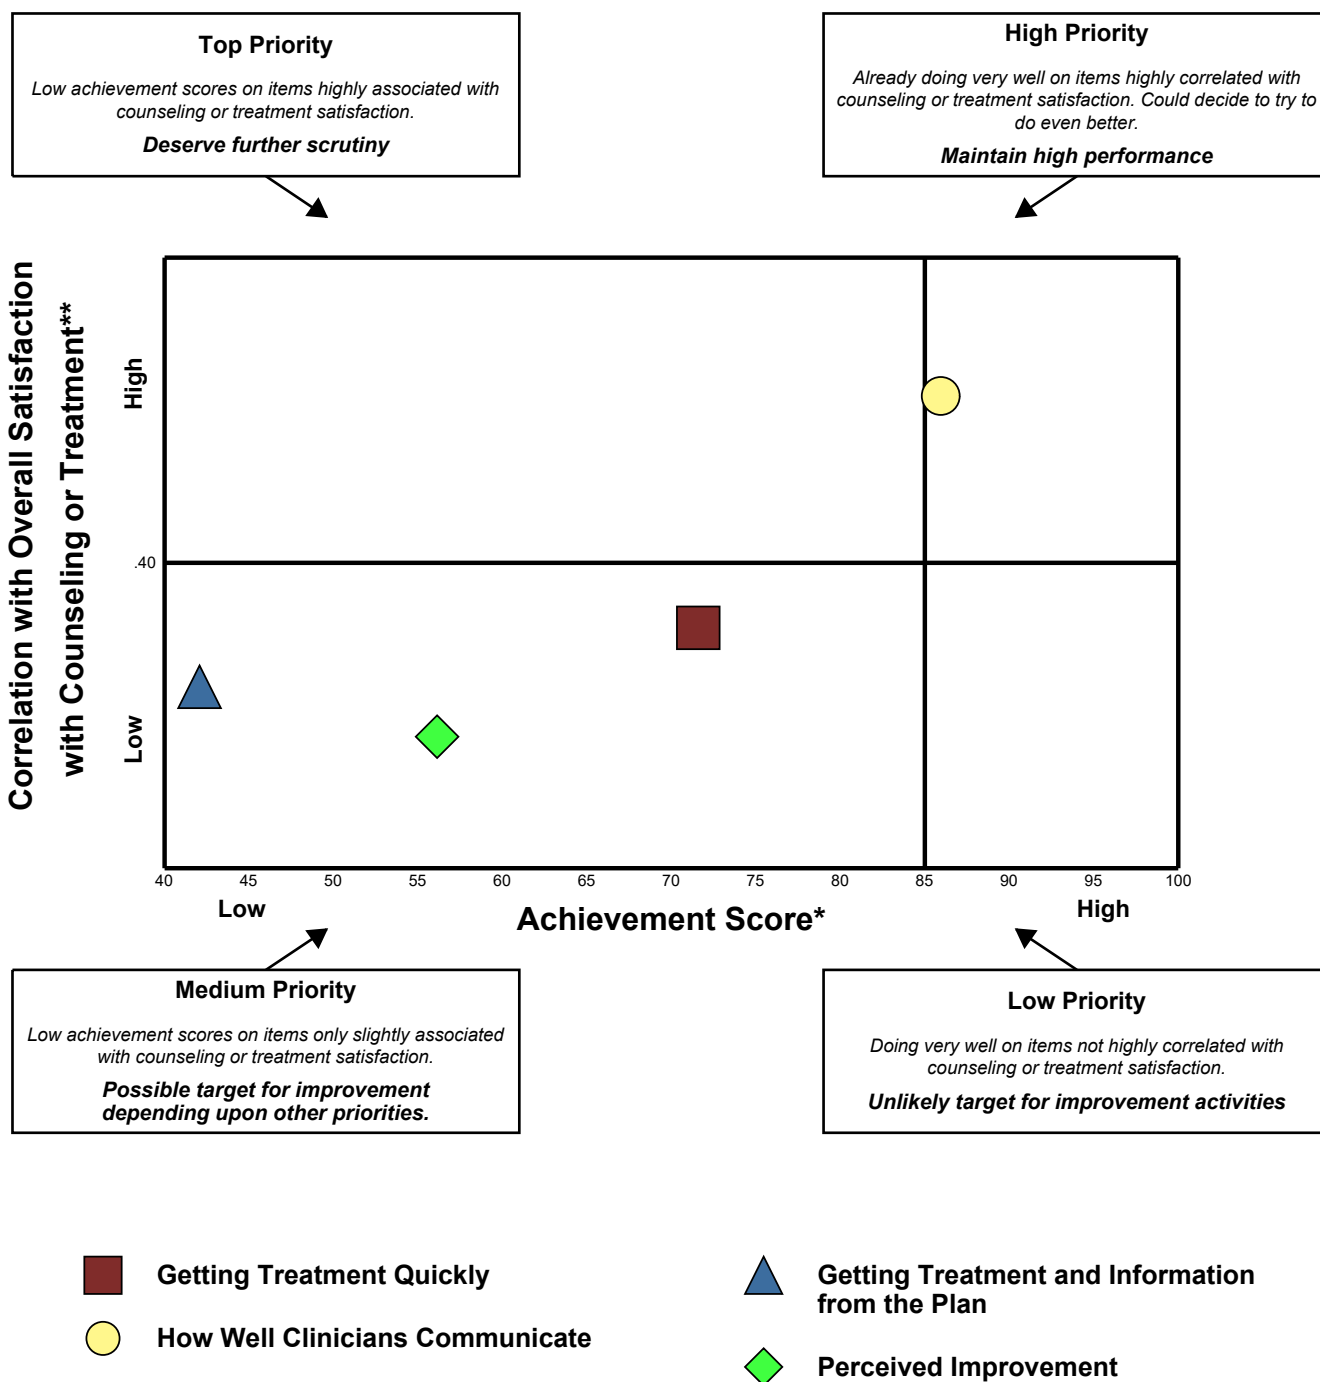 Top Priority
Low achievement scores on items highly associated with
counseling or treatment satisfaction.
Deserve further scrutiny
High Priority
Already doing very well on items highly correlated with
counseling or treatment satisfaction. Could decide to try to
do even better.
Maintain high performance
Correlation with Overall Satisfaction
with Counseling or Treatment**
High
.40
Low
40 45 50 55 60 65 70 75 80 85 90 95 100
Low
Achievement Score*
High
Medium Priority
Low achievement scores on items only slightly associated
with counseling or treatment satisfaction.
Possible target for improvement
depending upon other priorities.
Low Priority
Doing very well on items not highly correlated with
counseling or treatment satisfaction.
Unlikely target for improvement activities
Getting Treatment Quickly
How Well Clinicians Communicate
Getting Treatment and Information
from the Plan
Perceived Improvement